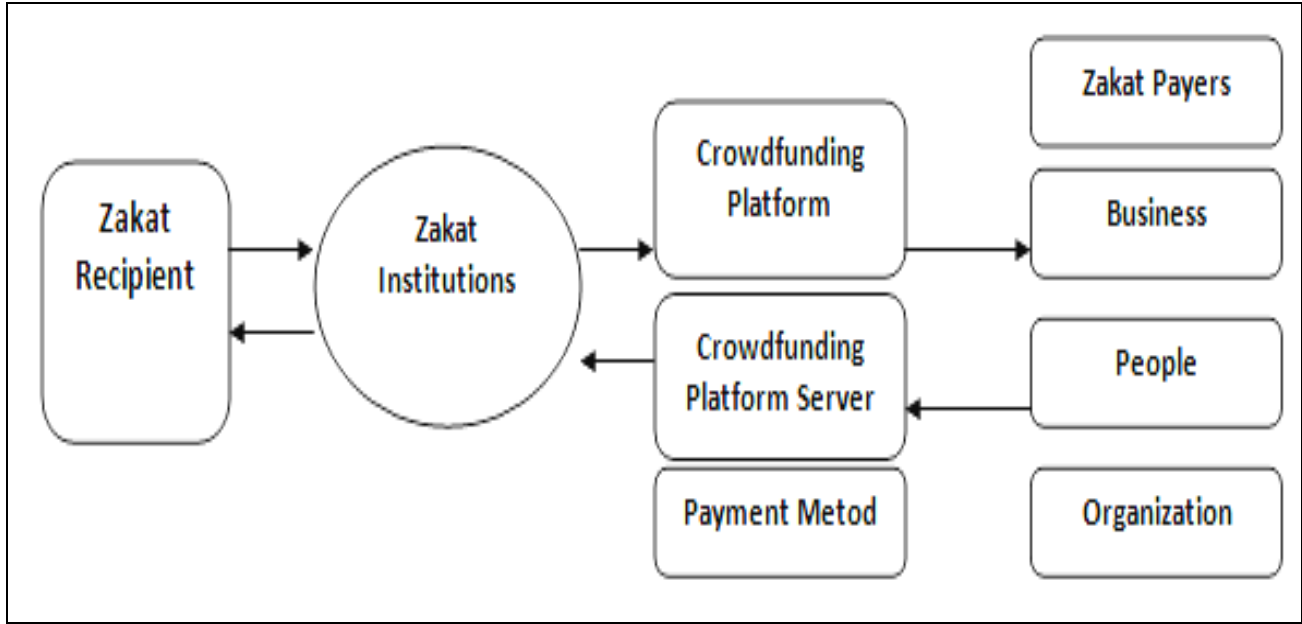 Zakat
Recipient
Zakat
Institutions
Crowdfunding
Platform
Crowdfunding
Platform Server
Payment Metod
Zakat Payers
Business
People
Organization